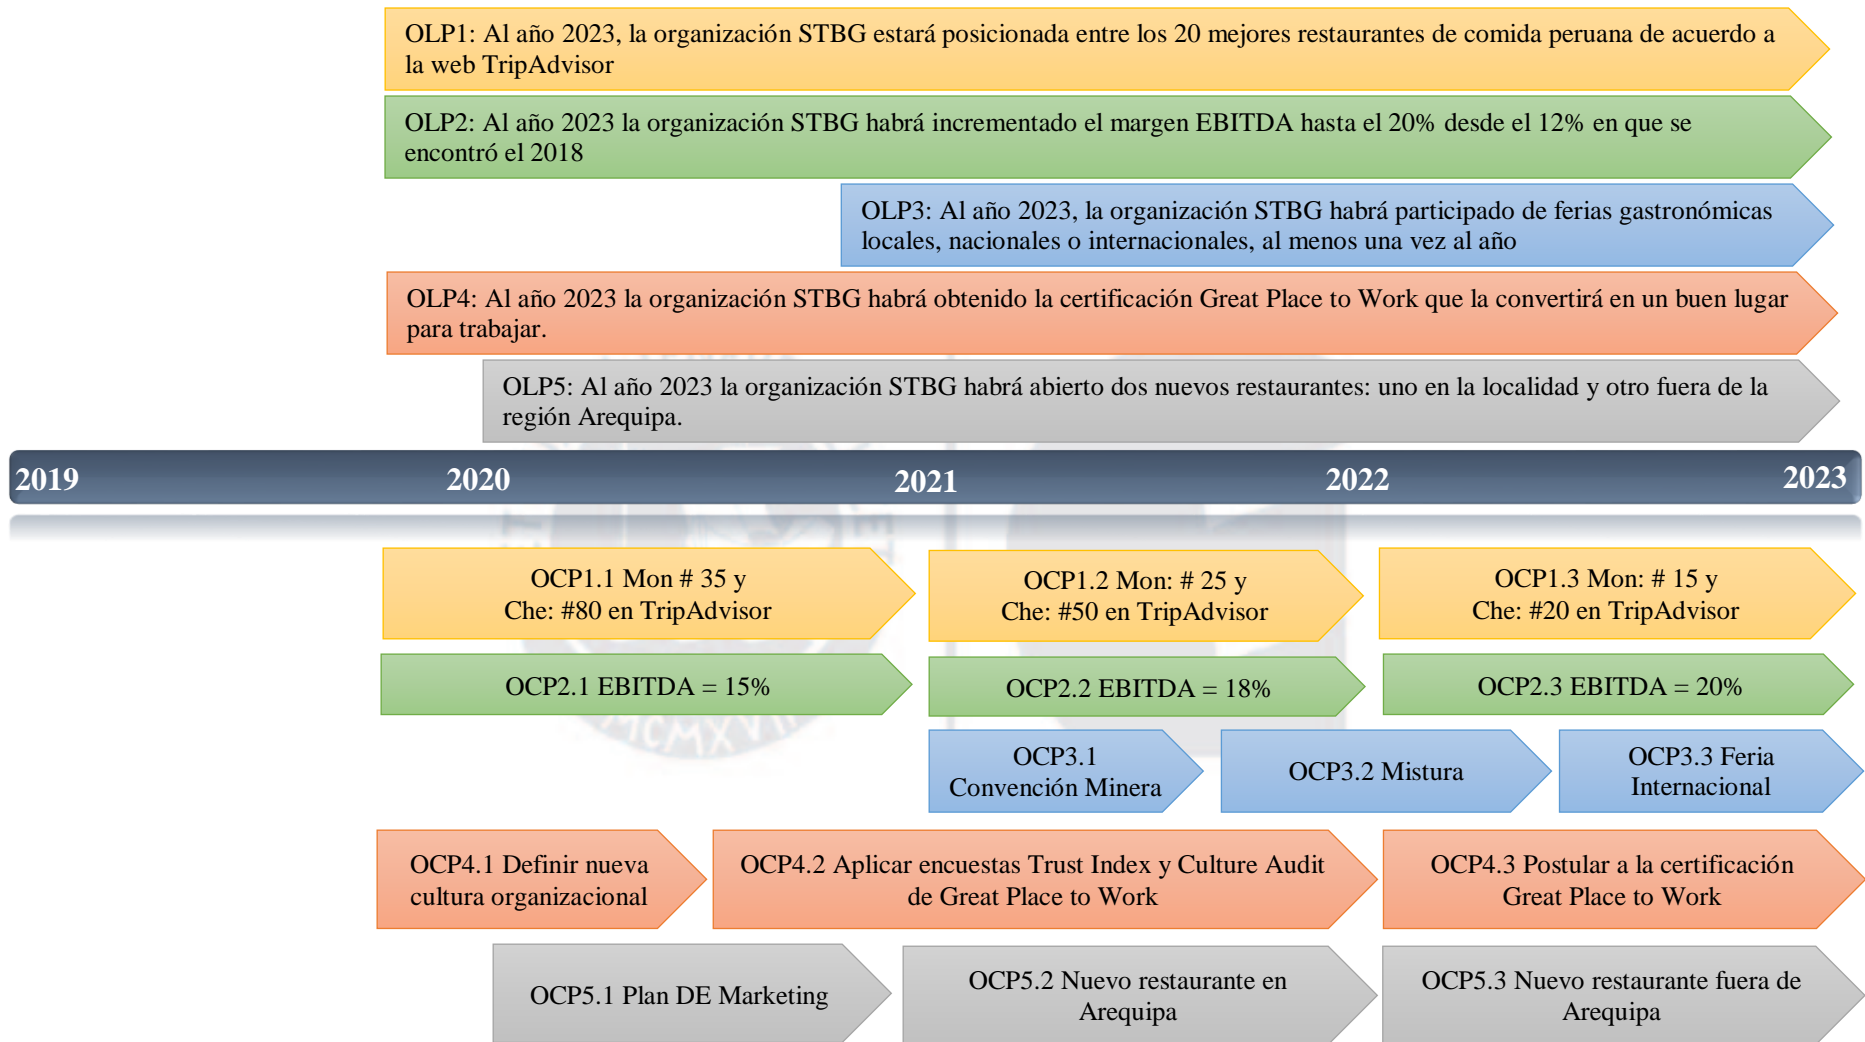 OLP1: Al año 2023, la organización STBG estará posicionada entre los 20 mejores restaurantes de comida peruana de acuerdo a
la web TripAdvisor
OLP2: Al año 2023 la organización STBG habrá incrementado el margen EBITDA hasta el 20% desde el 12% en que se
encontró el 2018
OLP3: Al año 2023, la organización STBG habrá participado de ferias gastronómicas
locales, nacionales o internacionales, al menos una vez al año
OLP4: Al año 2023 la organización STBG habrá obtenido la certificación Great Place to Work que la convertirá en un buen lugar
para trabajar.
OLP5: Al año 2023 la organización STBG habrá abierto dos nuevos restaurantes: uno en la localidad y otro fuera de la
región Arequipa.
2019 2020 2021 2022 2023
OCP1.1 Mon # 35 y
Che: #80 en TripAdvisor
OCP1.2 Mon: # 25 y
Che: #50 en TripAdvisor
OCP1.3 Mon: # 15 y
Che: #20 en TripAdvisor
OCP2.1 EBITDA = 15%
OCP2.2 EBITDA = 18%
OCP2.3 EBITDA = 20%
OCP3.1
Convención Minera
OCP3.2 Mistura
OCP3.3 Feria
Internacional
OCP4.1 Definir nueva
cultura organizacional
OCP4.2 Aplicar encuestas Trust Index y Culture Audit
de Great Place to Work
OCP4.3 Postular a la certificación
Great Place to Work
OCP5.1 Plan DE Marketing
OCP5.2 Nuevo restaurante en
Arequipa
OCP5.3 Nuevo restaurante fuera de
Arequipa